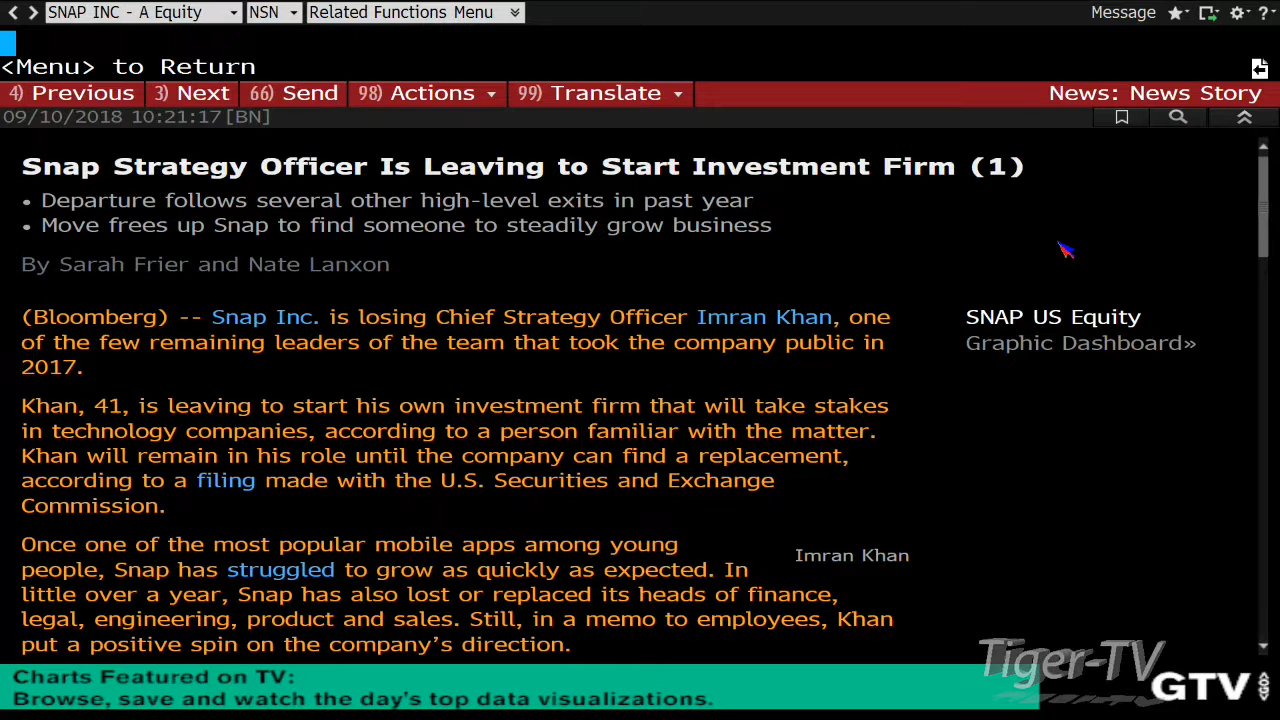 SNAP INC - A Equity NSN Related Functions Menu Message ?
<Menu> to Return
4) Previous 3) Next 66) Send 98) Actions 99) Translate News: News Story
09/10/2018 10:21:17[BN]
Snap Strategy Officer Is Leaving to Start Investment Firm (1)
• Departure follows several other high-level exits in past year
• Move frees up Snap to find someone to steadily grow business
By Sarah Frier and Nate Lanxon
(Bloomberg) -- Snap Inc. is losing Chief Strategy Officer Imran Khan, one
of the few remaining leaders of the team that took the company public in
2017.
SNAP US Equity
Graphic Dashboard»
Khan, 41, is leaving to start his own investment firm that will take stakes
in technology companies, according to a person familiar with the matter.
Khan will remain in his role until the company can find a replacement,
according to a filing made with the U.S. Securities and Exchange
Commission.
Once one of the most popular mobile apps among young
people, Snap has struggled to grow as quickly as expected. In
little over a year, Snap has also lost or replaced its heads of finance,
legal, engineering, product and sales. Still, in a memo to employees, Khan
put a positive spin on the company's direction.
Imran Khan
Charts Featured on TV:
Browse, save and watch the day's top data visualizations.
Tiger-TV
GTV